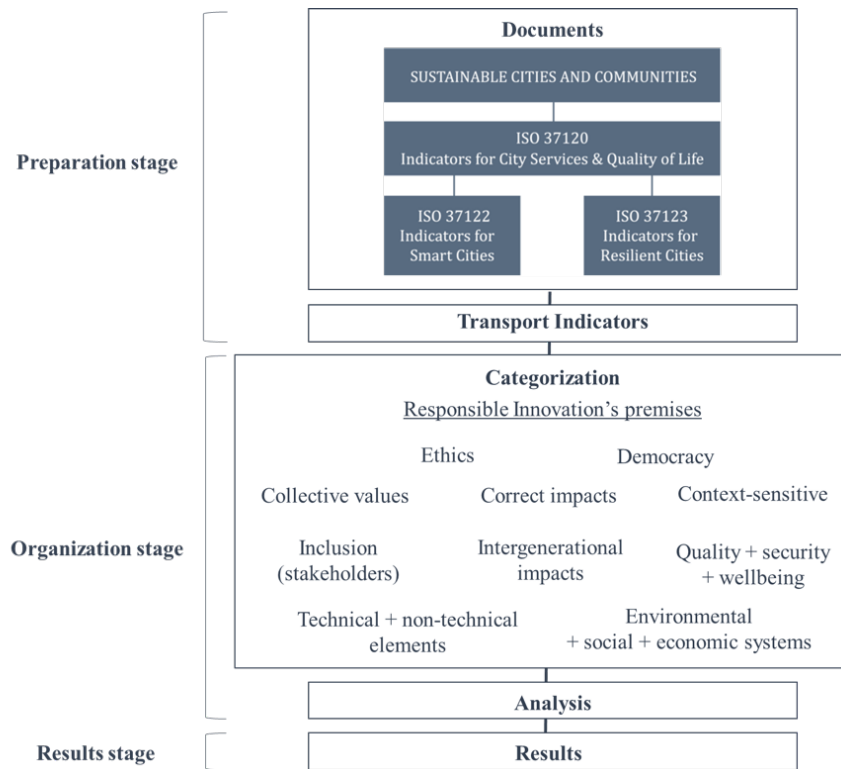 Documents
SUSTAINABLE CITIES AND COMMUNITIES
ISO 37120
Indicators for City Services & Quality of Life
Preparation stage
ISO 37122
Indicators for
Smart Cities
ISO 37123
Indicators for
Resilient Cities
Transport Indicators
Categorization
Responsible Innovation's premises
Ethics
Democracy
Collective values
Correct impacts
Context-sensitive
Organization stage
Inclusion
(stakeholders)
Intergenerational
impacts
Quality + security
+ wellbeing
Technical + non-technical
elements
Environmental
+ social + economic systems
Analysis
Results stage
Results